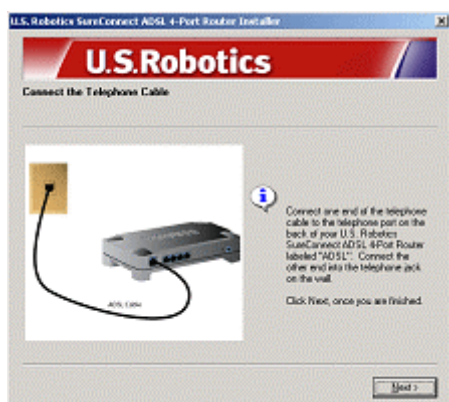 U.S. Robotics SureConnect ADSL 4-Port Router Installer
U.S.Robotics
Connect the Telephone Cable
Connect one end of the telephone
cable to the telephone port on the
back of your U.S. Robotics
SureConnect ADSL 4-Port Router
labeled "ADSL". Connect the
other end into the telephone jack
on the wall.
Click Next, once you are finished.
ADSL Cable
Next >